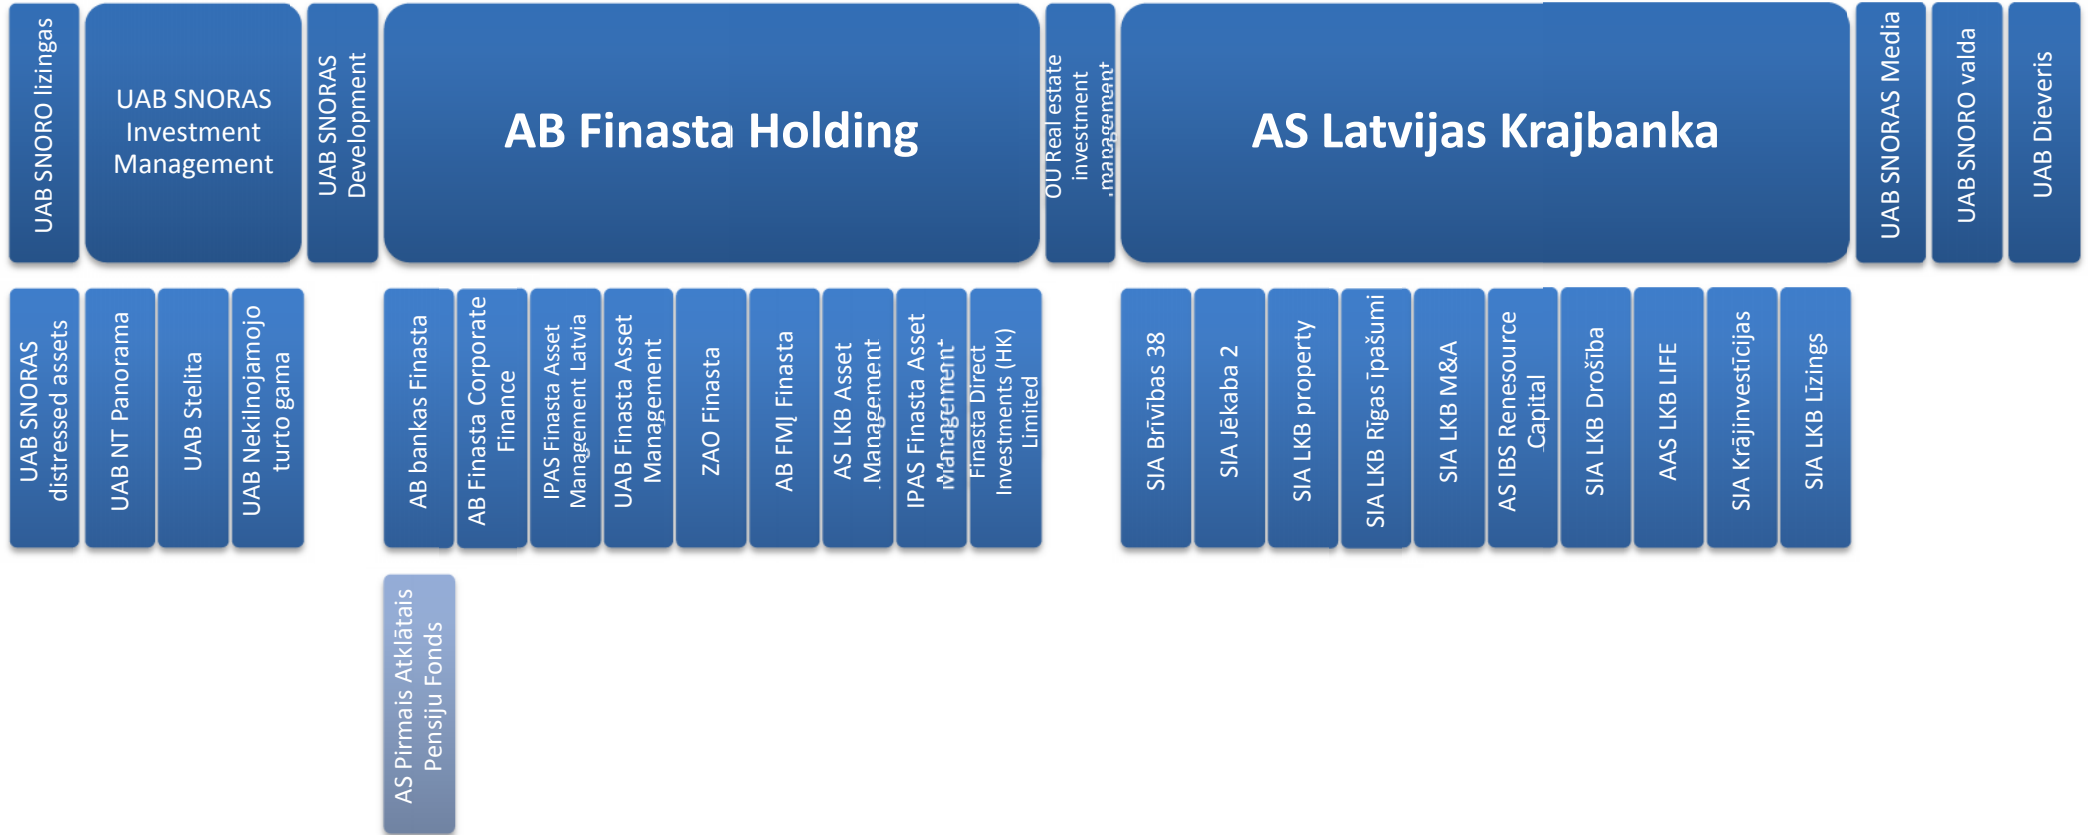 UAB SNORO lizingas
UAB SNORAS
Investment
Management
UAB SNORAS
Development
AB Finasta Holding
OU Real estate
investment
management
AS Latvijas Krajbanka
UAB SNORAS Media
UAB SNORO valda
UAB Dieveris
UAB SNORAS
distressed assets
UAB NT Panorama
UAB Stelita
UAB Nekilnojamojo
turto gama
AB bankas Finasta
AB Finasta Corporate
Finance
IPAS Finasta Asset
Management Latvia
UAB Finasta Asset
Management
ZAO Finasta
AB FMĮ Finasta
AS LKB Asset
Management
IPAS Finasta Asset
Management
Finasta Direct
Investments (HK)
Limited
SIA Brīvības 38
SIA Jēkaba 2
SIA LKB property
SIA LKB Rīgas īpašumi
SIA LKB M&A
AS IBS Renesource
Capital
SIA LKB Drošība
AAS LKB LIFE
SIA Krājinvestīcijas
SIA LKB Līzings
AS Pirmais Atklātais
Pensiju Fonds